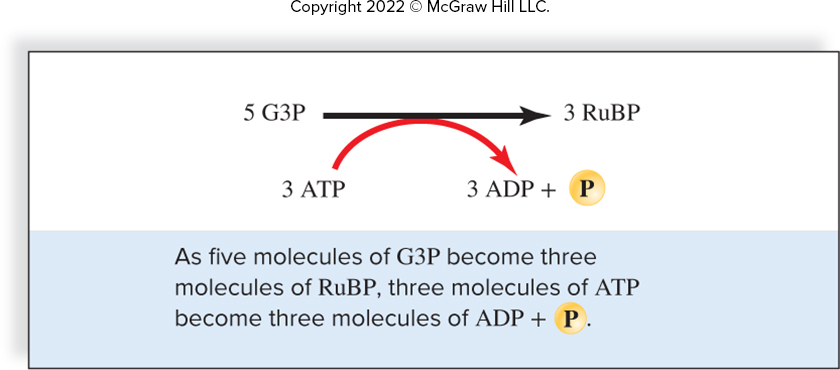 Copyright 2022 © McGraw Hill LLC.
5 G3P 3 RuBP
3 ATP 3 ADP + P
As five molecules of G3P become three
molecules of RuBP, three molecules of ATP
become three molecules of ADP + P.